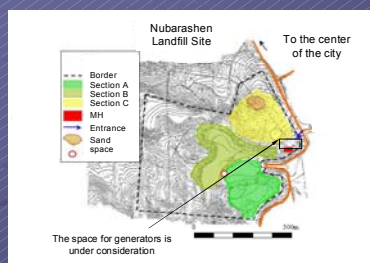 Nubarashen
Landfill Site
To the center
of the city
Border
Section A
Section B
Section C
MH
Entrance
Sand
space
500m
The space for generators is
under consideration